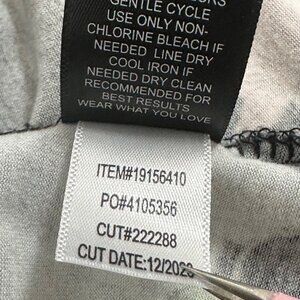 GENTLE CYCLE
USE ONLY NON-
CHLORINE BLEACH IF
NEEDED LINE DRY
COOL IRON IF
NEEDED DRY CLEAN
RECOMMENDED FOR
BEST RESULTS
WEAR WHAT YOU LOVE
ITEM#19156410
PO#4105356
CUT#222288
CUT DATE:12/202